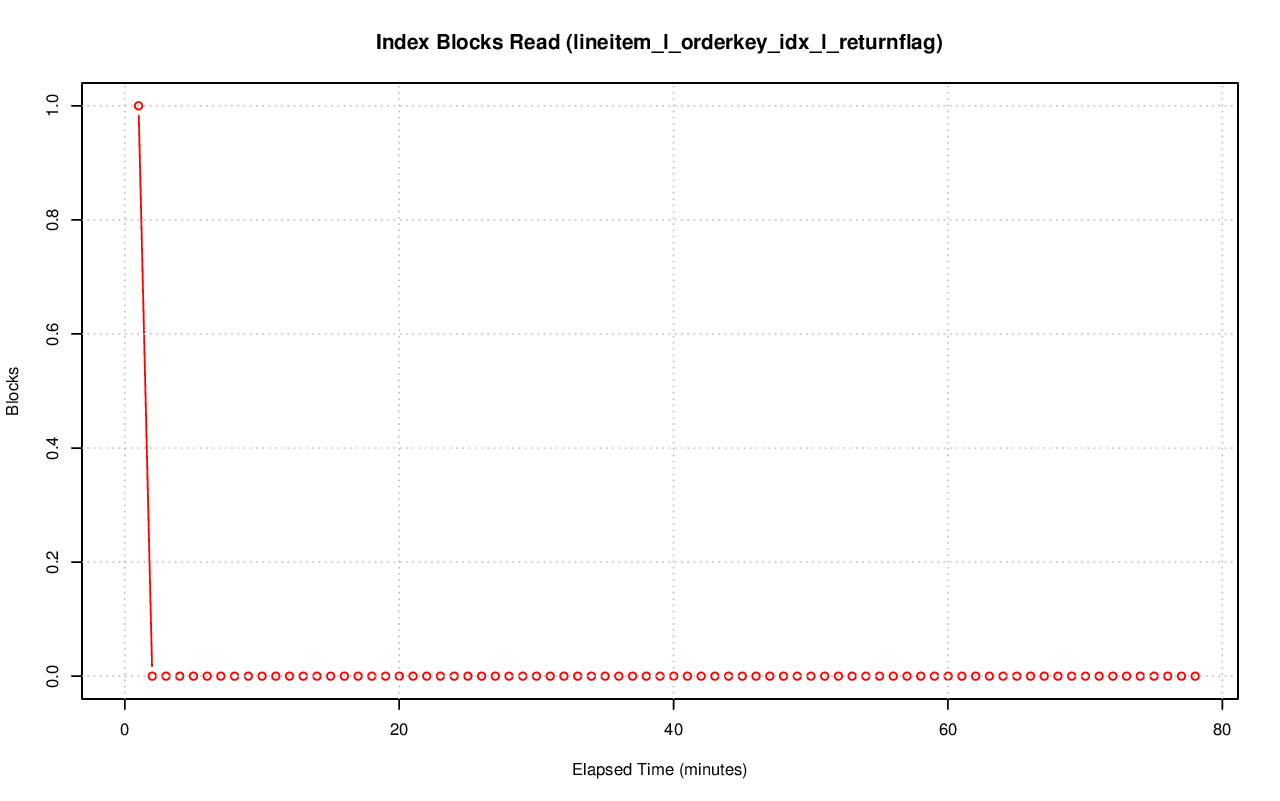 Index Blocks Read (lineitem_l_orderkey_idx_l_returnflag)
Blocks
1.0
0.8
0.6
0.4
0.2
0.0
0 20 40 60 80
Elapsed Time (minutes)